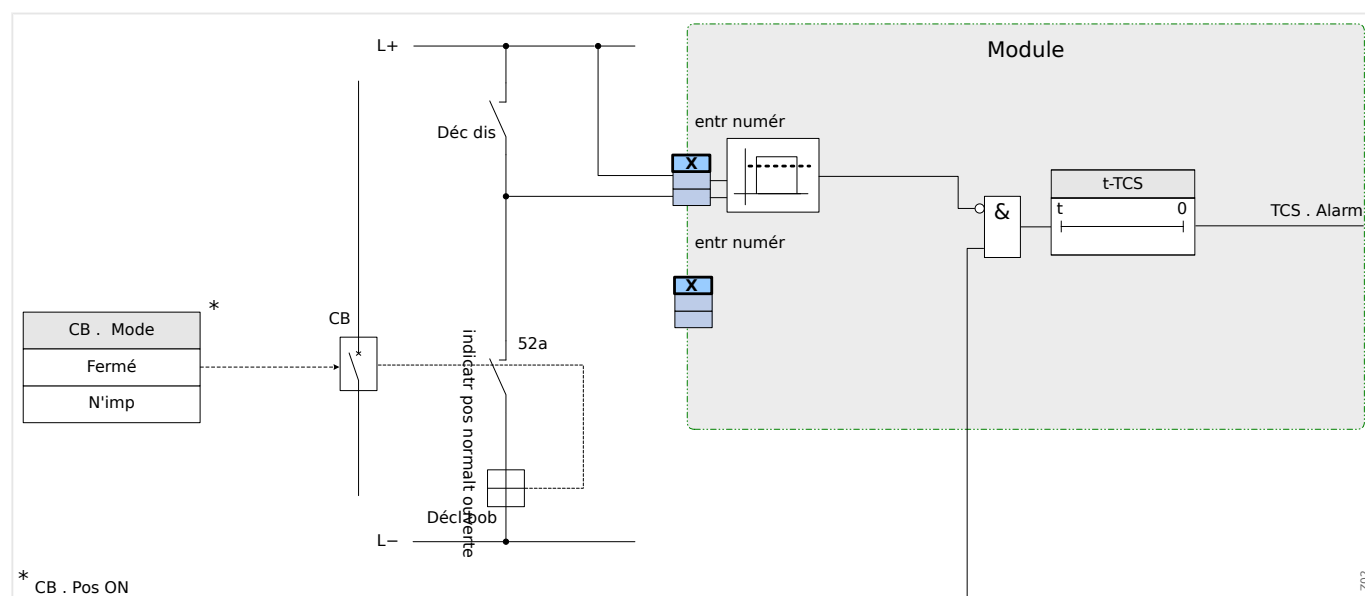 L+
Module
Déc dis
entr numér
X
&
t-TCS
t 0
TCS . Alarm
entr numér
X
*
CB . Mode
Fermé
N'imp
CB
52a
indicatr pos normalt ouverte
Décl bob
L−
* CB . Pos ON